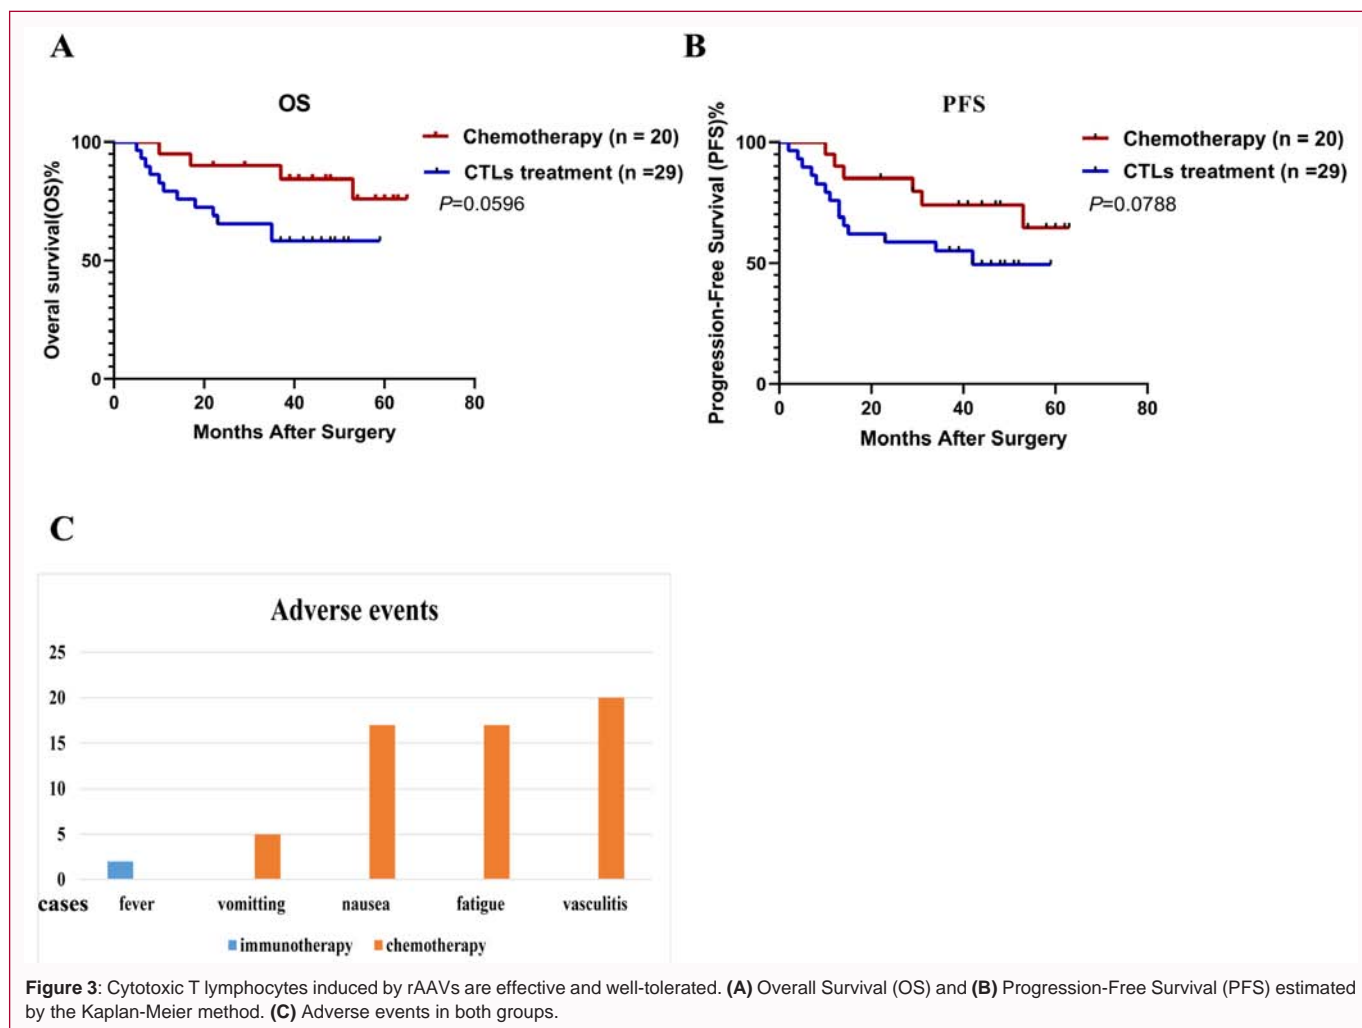 A
OS
Chemotherapy (n = 20)
CTLs treatment (n =29)
P=0.0596
Overal survival(OS)%
100
50
0
0 20 40 60 80
Months After Surgery
B
PFS
Chemotherapy (n = 20)
CTLs treatment (n =29)
P=0.0788
Progression-Free Survival (PFS)%
100
50
0
0 20 40 60 80
Months After Surgery
C
Adverse events
25
20
15
10
5
0
cases fever vomitting nausea fatigue vasculitis
immunotherapy chemotherapy
Figure 3: Cytotoxic T lymphocytes induced by rAAVs are effective and well-tolerated. (A) Overall Survival (OS) and (B) Progression-Free Survival (PFS) estimated
by the Kaplan-Meier method. (C) Adverse events in both groups.